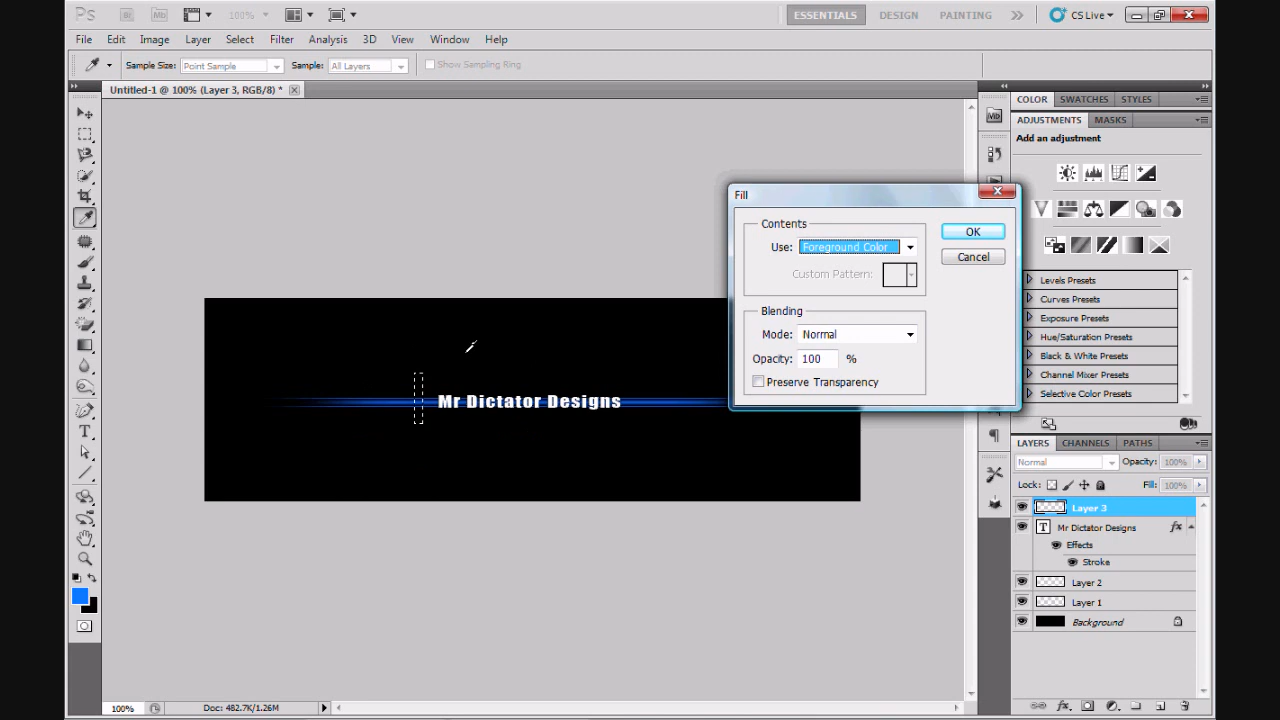 Ps Br Mb 100% ESSENTIALS DESIGN PAINTING CS Live
File Edit Image Layer Select Filter Analysis 3D View Window Help
Sample Size: Point Sample Sample: All Layers Show Sampling Ring
Untitled-1 @ 100% (Layer 3, RGB/8) *
COLOR SWATCHES STYLES
ADJUSTMENTS MASKS
Add an adjustment
Fill
Contents
Use: Foreground Color
Custom Pattern:
OK
Cancel
Blending
Mode: Normal
Opacity: 100 %
Preserve Transparency
Mr Dictator Designs
Levels Presets
Curves Presets
Exposure Presets
Hue/Saturation Presets
Black & White Presets
Channel Mixer Presets
Selective Color Presets
LAYERS CHANNELS PATHS
Normal Opacity: 100%
Lock: Fill: 100%
Layer 3
T Mr Dictator Designs fx
Effects
Stroke
Layer 2
Layer 1
Background
100% Doc: 482.7K/1.26M